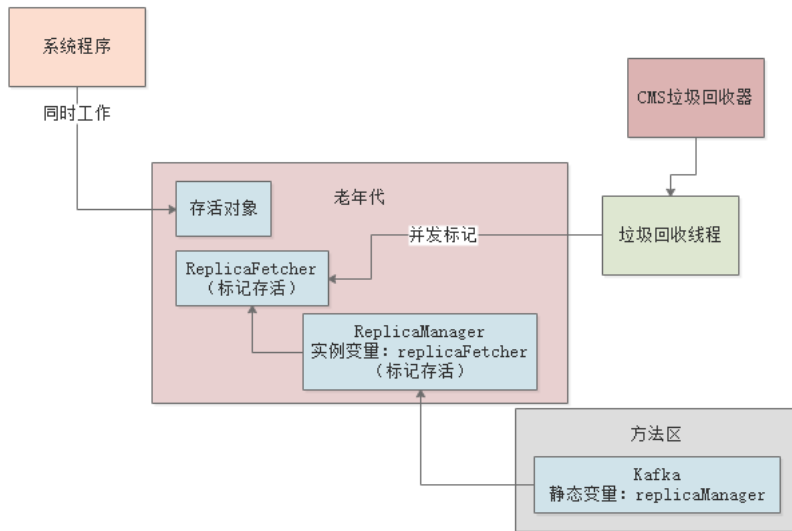 系统程序
同时工作
CMS垃圾回收器
老年代
存活对象
并发标记
垃圾回收线程
ReplicaFetcher
（标记存活）
ReplicaManager
实例变量：replicaFetcher
（标记存活）
方法区
Kafka
静态变量：replicaManager